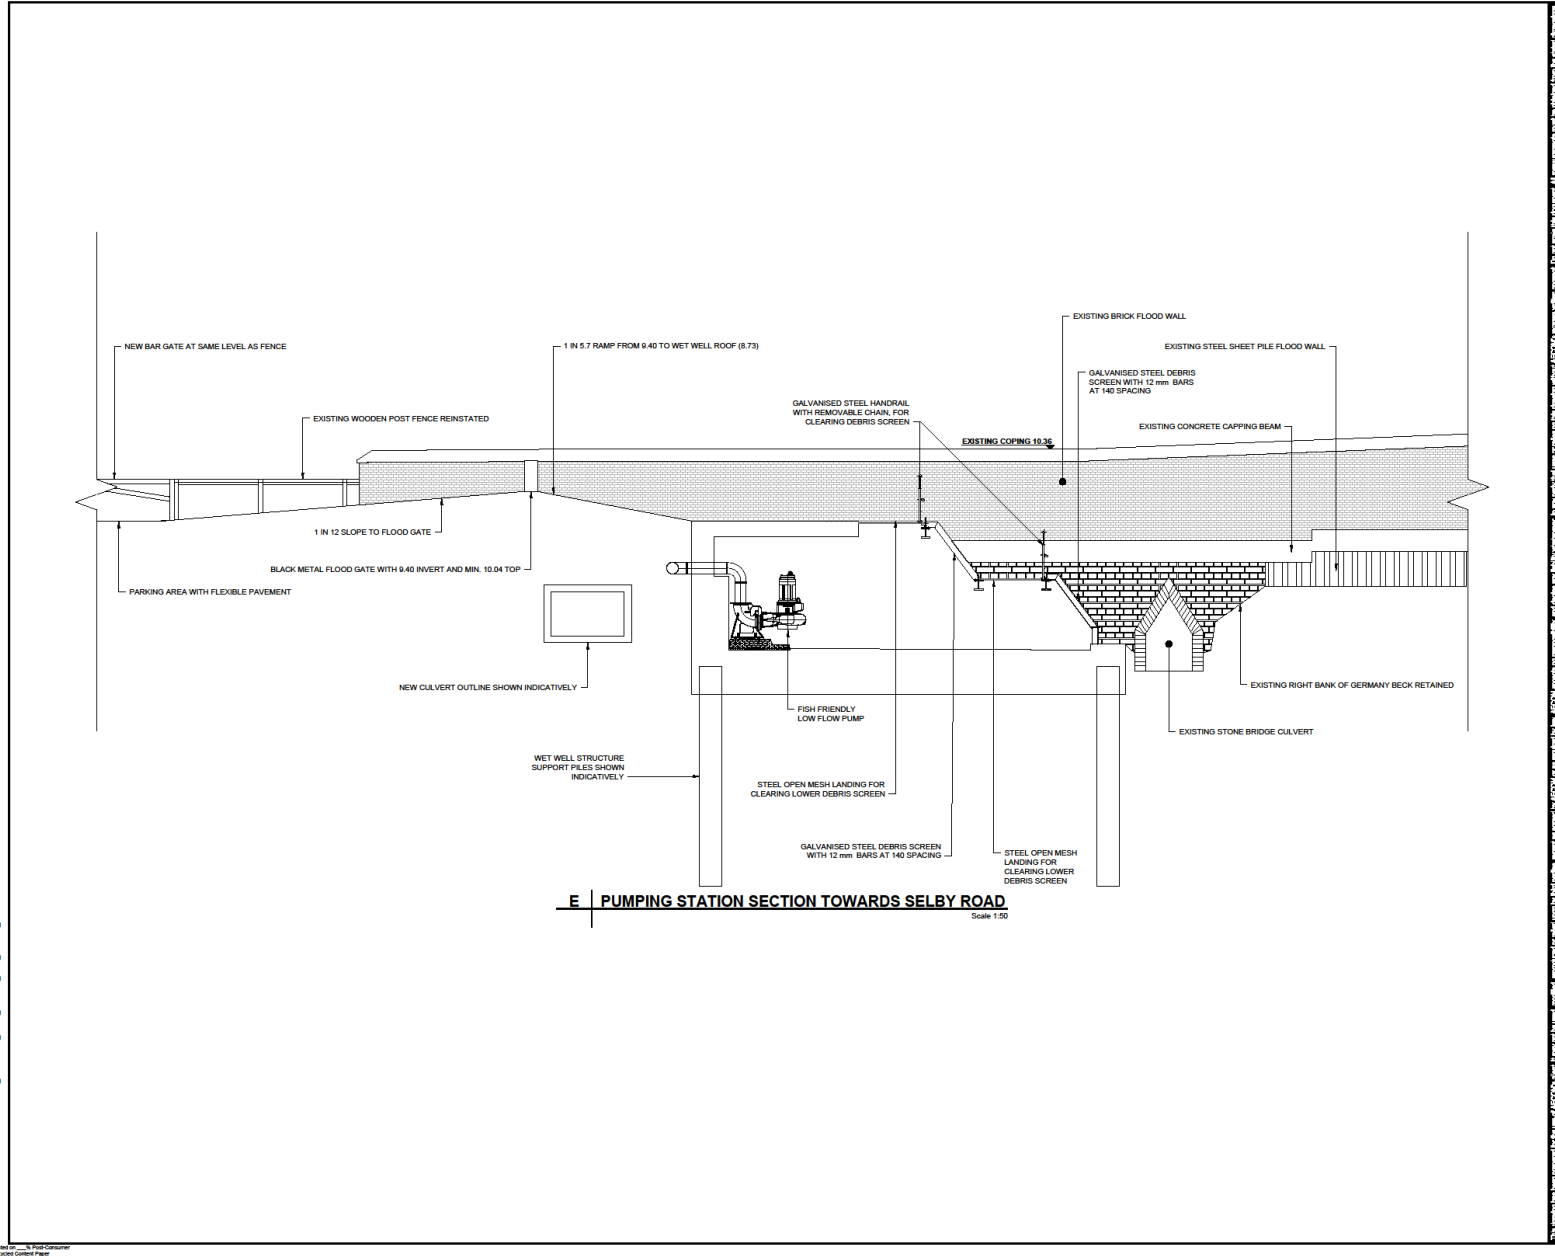 EXISTING BRICK FLOOD WALL
NEW BAR GATE AT SAME LEVEL AS FENCE
1 IN 5.7 RAMP FROM 9.40 TO WET WELL ROOF (8.73)
EXISTING STEEL SHEET PILE FLOOD WALL
GALVANISED STEEL DEBRIS
SCREEN WITH 12 mm BARS
AT 140 SPACING
GALVANISED STEEL HANDRAIL
WITH REMOVABLE CHAIN, FOR
CLEARING DEBRIS SCREEN
EXISTING WOODEN POST FENCE REINSTATED
EXISTING CONCRETE CAPPING BEAM
EXISTING COPING 10.36
1 IN 12 SLOPE TO FLOOD GATE
BLACK METAL FLOOD GATE WITH 9.40 INVERT AND MIN. 10.04 TOP
PARKING AREA WITH FLEXIBLE PAVEMENT
NEW CULVERT OUTLINE SHOWN INDICATIVELY
EXISTING RIGHT BANK OF GERMANY BECK RETAINED
FISH FRIENDLY
LOW FLOW PUMP
EXISTING STONE BRIDGE CULVERT
WET WELL STRUCTURE
SUPPORT PILES SHOWN
INDICATIVELY
STEEL OPEN MESH LANDING FOR
CLEARING LOWER DEBRIS SCREEN
GALVANISED STEEL DEBRIS SCREEN
WITH 12 mm BARS AT 140 SPACING
STEEL OPEN MESH
LANDING FOR
CLEARING LOWER
DEBRIS SCREEN
E PUMPING STATION SECTION TOWARDS SELBY ROAD
Scale 1:50
% Post-Consumer
Content Paper